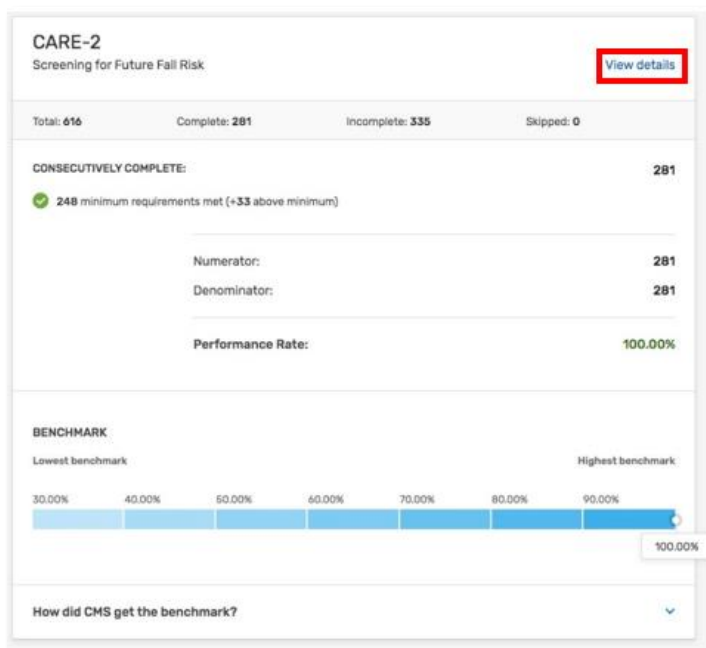 CARE-2
Screening for Future Fall Risk
View details
Total: 616 Complete: 281 Incomplete: 335 Skipped: 0
CONSECUTIVELY COMPLETE: 281
248 minimum requirements met (+33 above minimum)
Numerator: 281
Denominator: 281
Performance Rate: 100.00%
BENCHMARK
Lowest benchmark Highest benchmark
30.00% 40.00% 50.00% 60.00% 70.00% 80.00% 90.00%
100.00%
How did CMS get the benchmark?